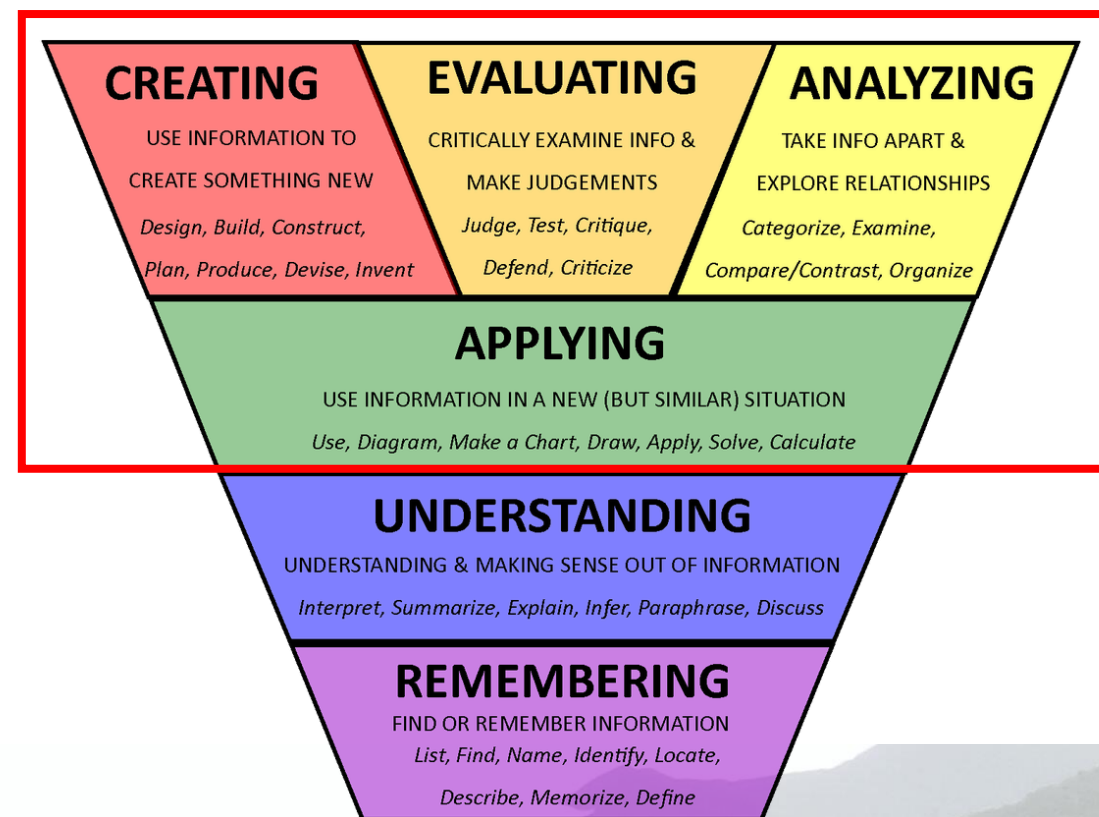 CREATING
USE INFORMATION TO
CREATE SOMETHING NEW
Design, Build, Construct,
Plan, Produce, Devise, Invent
EVALUATING
CRITICALLY EXAMINE INFO &
MAKE JUDGEMENTS
Judge, Test, Critique,
Defend, Criticize
ANALYZING
TAKE INFO APART &
EXPLORE RELATIONSHIPS
Categorize, Examine,
Compare/Contrast, Organize
APPLYING
USE INFORMATION IN A NEW (BUT SIMILAR) SITUATION
Use, Diagram, Make a Chart, Draw, Apply, Solve, Calculate
UNDERSTANDING
UNDERSTANDING & MAKING SENSE OUT OF INFORMATION
Interpret, Summarize, Explain, Infer, Paraphrase, Discuss
REMEMBERING
FIND OR REMEMBER INFORMATION
List, Find, Name, Identify, Locate,
Describe, Memorize, Define